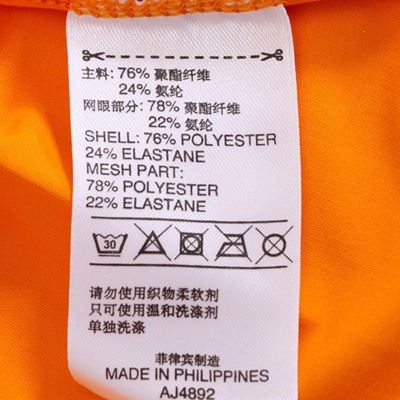 主料: 76% 聚酯纤维
24% 氨纶
网眼部分: 78% 聚酯纤维
22% 氨纶
SHELL: 76% POLYESTER
24% ELASTANE
MESH PART:
78% POLYESTER
22% ELASTANE
30
请勿使用织物柔软剂
只可使用温和洗涤剂
单独洗涤
菲律宾制造
MADE IN PHILIPPINES
AJ4892